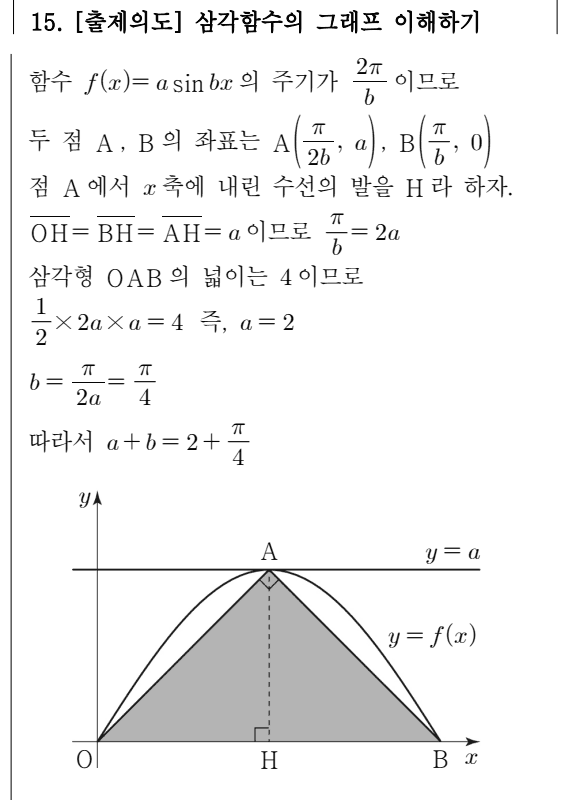 15. [출제의도] 삼각함수의 그래프 이해하기
함수 f(x)= a sin bx 의 주기가 2π/b 이므로
두 점 A, B 의 좌표는 A(π/2b, a), B(π/b, 0)
점 A 에서 x 축에 내린 수선의 발을 H 라 하자.
O̅H̅ = B̅H̅ = A̅H̅ = a 이므로 π/b = 2a
삼각형 OAB 의 넓이는 4 이므로
1/2 × 2a × a = 4 즉, a = 2
b = π/2a = π/4
따라서 a + b = 2 + π/4
y
A
y = a
y = f(x)
O
H
B
x